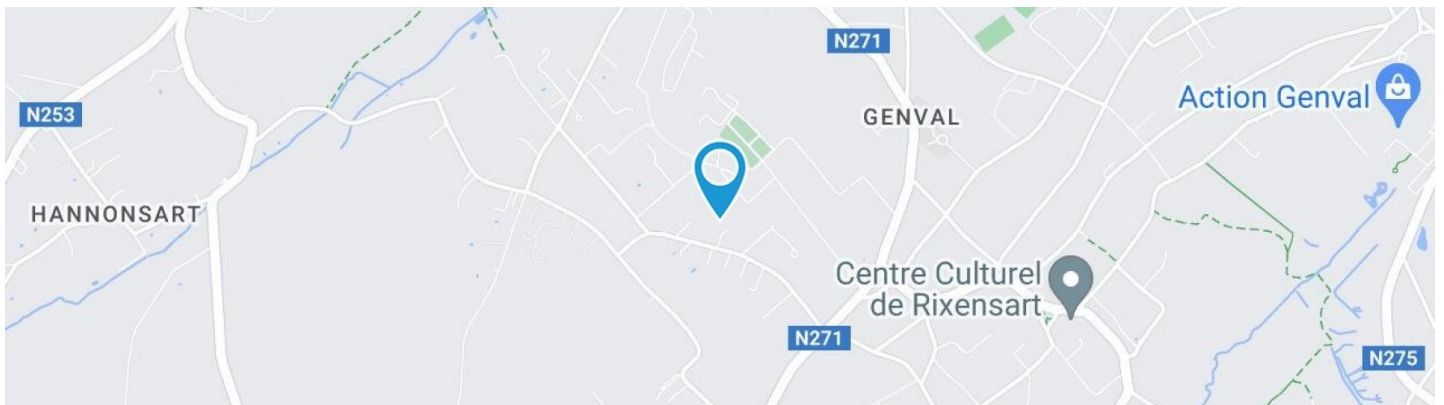 N271
Action Genval
N253
GENVAL
HANNONSART
Centre Culturel
de Rixensart
N271
N275